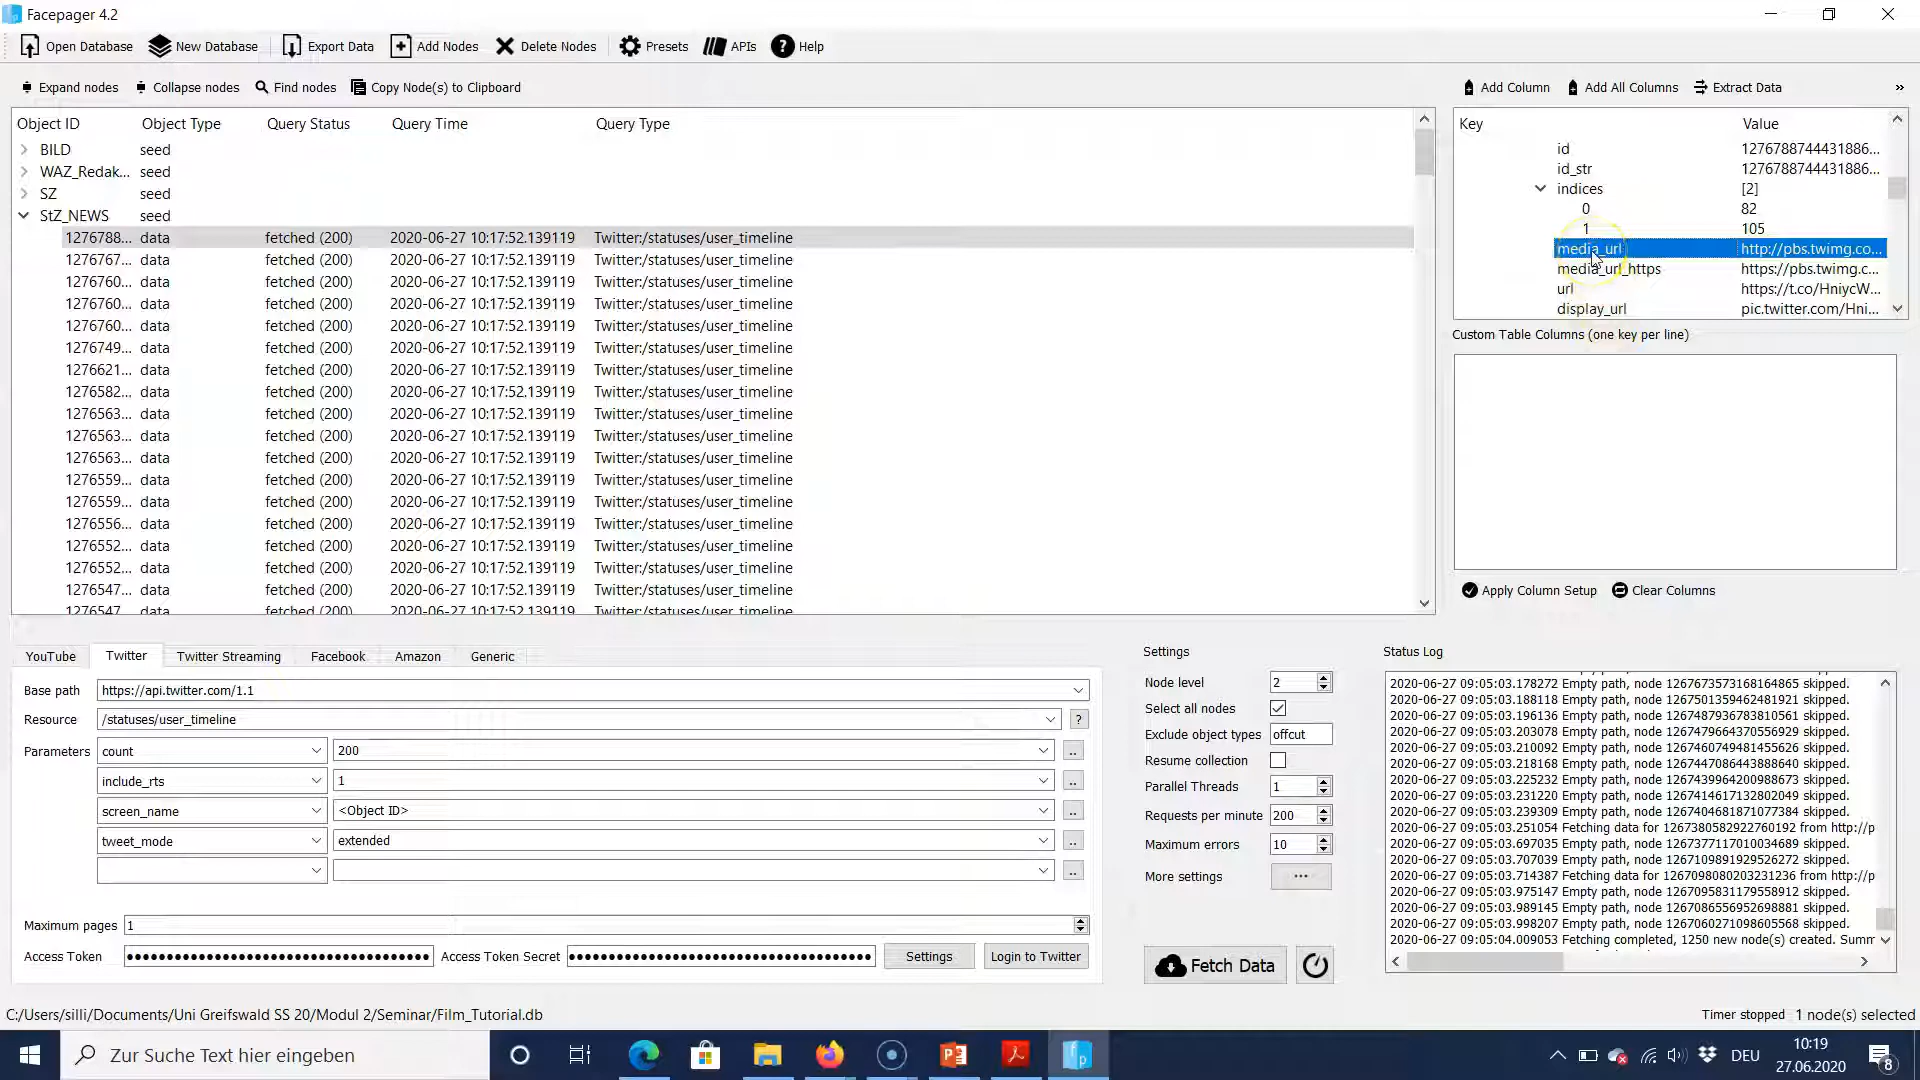 Facepager 4.2
Open Database New Database Export Data Add Nodes Delete Nodes Presets APIs Help
Expand nodes Collapse nodes Find nodes Copy Node(s) to Clipboard
Add Column Add All Columns Extract Data »
Object ID Object Type Query Status Query Time Query Type
BILD seed
WAZ_Redak... seed
SZ seed
StZ_NEWS seed
1276788... data fetched (200) 2020-06-27 10:17:52.139119 Twitter:/statuses/user_timeline
1276767... data fetched (200) 2020-06-27 10:17:52.139119 Twitter:/statuses/user_timeline
1276760... data fetched (200) 2020-06-27 10:17:52.139119 Twitter:/statuses/user_timeline
1276760... data fetched (200) 2020-06-27 10:17:52.139119 Twitter:/statuses/user_timeline
1276760... data fetched (200) 2020-06-27 10:17:52.139119 Twitter:/statuses/user_timeline
1276749... data fetched (200) 2020-06-27 10:17:52.139119 Twitter:/statuses/user_timeline
1276621... data fetched (200) 2020-06-27 10:17:52.139119 Twitter:/statuses/user_timeline
1276582... data fetched (200) 2020-06-27 10:17:52.139119 Twitter:/statuses/user_timeline
1276563... data fetched (200) 2020-06-27 10:17:52.139119 Twitter:/statuses/user_timeline
1276563... data fetched (200) 2020-06-27 10:17:52.139119 Twitter:/statuses/user_timeline
1276563... data fetched (200) 2020-06-27 10:17:52.139119 Twitter:/statuses/user_timeline
1276559... data fetched (200) 2020-06-27 10:17:52.139119 Twitter:/statuses/user_timeline
1276559... data fetched (200) 2020-06-27 10:17:52.139119 Twitter:/statuses/user_timeline
1276556... data fetched (200) 2020-06-27 10:17:52.139119 Twitter:/statuses/user_timeline
1276552... data fetched (200) 2020-06-27 10:17:52.139119 Twitter:/statuses/user_timeline
1276552... data fetched (200) 2020-06-27 10:17:52.139119 Twitter:/statuses/user_timeline
1276547... data fetched (200) 2020-06-27 10:17:52.139119 Twitter:/statuses/user_timeline
1276547 data fetched (200) 2020-06-27 10:17:52.139119 Twitter:/statuses/user_timeline
Key Value
id 1276788744431886...
id_str 1276788744431886...
indices [2]
0 82
1 105
media_url http://pbs.twimg.co...
media_url_https https://pbs.twimg.c...
url https://t.co/HniycW...
display_url pic.twitter.com/Hni...
Custom Table Columns (one key per line)
Apply Column Setup Clear Columns
YouTube Twitter Twitter Streaming Facebook Amazon Generic
Base path https://api.twitter.com/1.1
Resource /statuses/user_timeline ?
Parameters count 200 ..
include_rts 1 ..
screen_name <Object ID> ..
tweet_mode extended ..
..
Maximum pages 1
Access Token Access Token Secret Settings Login to Twitter
Settings
Node level 2
Select all nodes
Exclude object types offcut
Resume collection
Parallel Threads 1
Requests per minute 200
Maximum errors 10
More settings ...
Fetch Data
Status Log
2020-06-27 09:05:03.178272 Empty path, node 1267673573168164865 skipped.
2020-06-27 09:05:03.188118 Empty path, node 1267501359462481921 skipped.
2020-06-27 09:05:03.196136 Empty path, node 1267487936783810561 skipped.
2020-06-27 09:05:03.203078 Empty path, node 1267479664370556929 skipped.
2020-06-27 09:05:03.210092 Empty path, node 1267460749481455626 skipped.
2020-06-27 09:05:03.218168 Empty path, node 1267447086443888640 skipped.
2020-06-27 09:05:03.225232 Empty path, node 1267439964200988673 skipped.
2020-06-27 09:05:03.231220 Empty path, node 1267414617132802049 skipped.
2020-06-27 09:05:03.239309 Empty path, node 1267404681871077384 skipped.
2020-06-27 09:05:03.251054 Fetching data for 1267380582922760192 from http://p
2020-06-27 09:05:03.697035 Empty path, node 1267377117010034689 skipped.
2020-06-27 09:05:03.707039 Empty path, node 1267109891929526272 skipped.
2020-06-27 09:05:03.714387 Fetching data for 1267098080203231236 from http://p
2020-06-27 09:05:03.975147 Empty path, node 1267095831179558912 skipped.
2020-06-27 09:05:03.989145 Empty path, node 1267086556952698881 skipped.
2020-06-27 09:05:03.998207 Empty path, node 1267060271098605568 skipped.
2020-06-27 09:05:04.009053 Fetching completed, 1250 new node(s) created. Summ
C:/Users/silli/Documents/Uni Greifswald SS 20/Modul 2/Seminar/Film_Tutorial.db
Timer stopped 1 node(s) selected
Zur Suche Text hier eingeben
DEU
10:19
27.06.2020
8